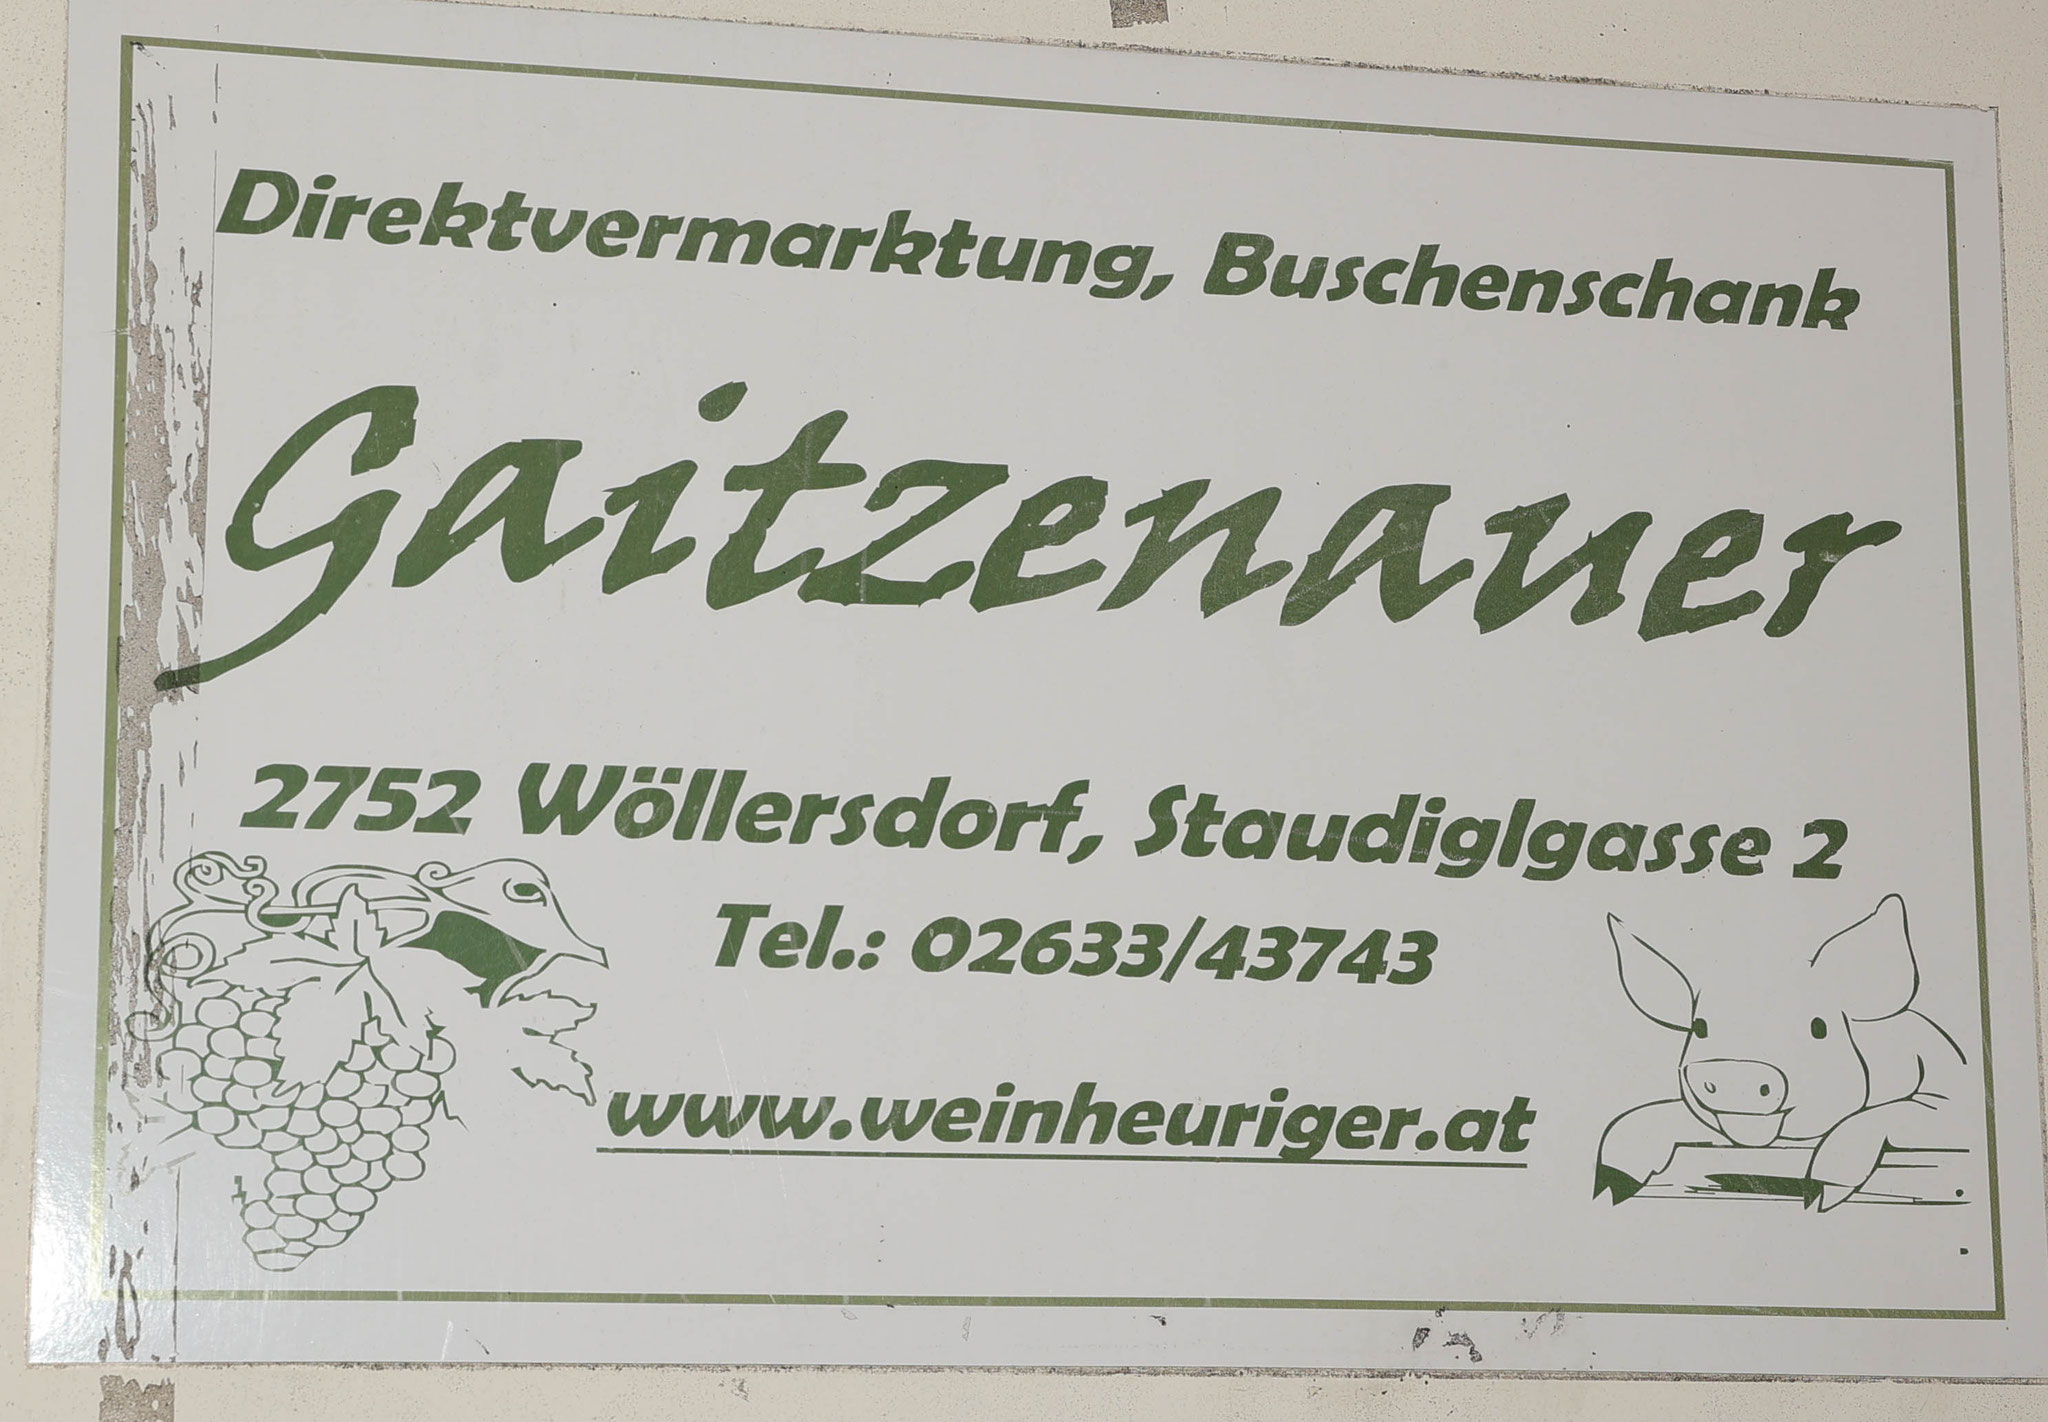 Direktvermarktung, Buschenschank
Gaitzenauer
2752 Wöllersdorf, Staudiglgasse 2
Tel.: 02633/43743
www.weinheuriger.at